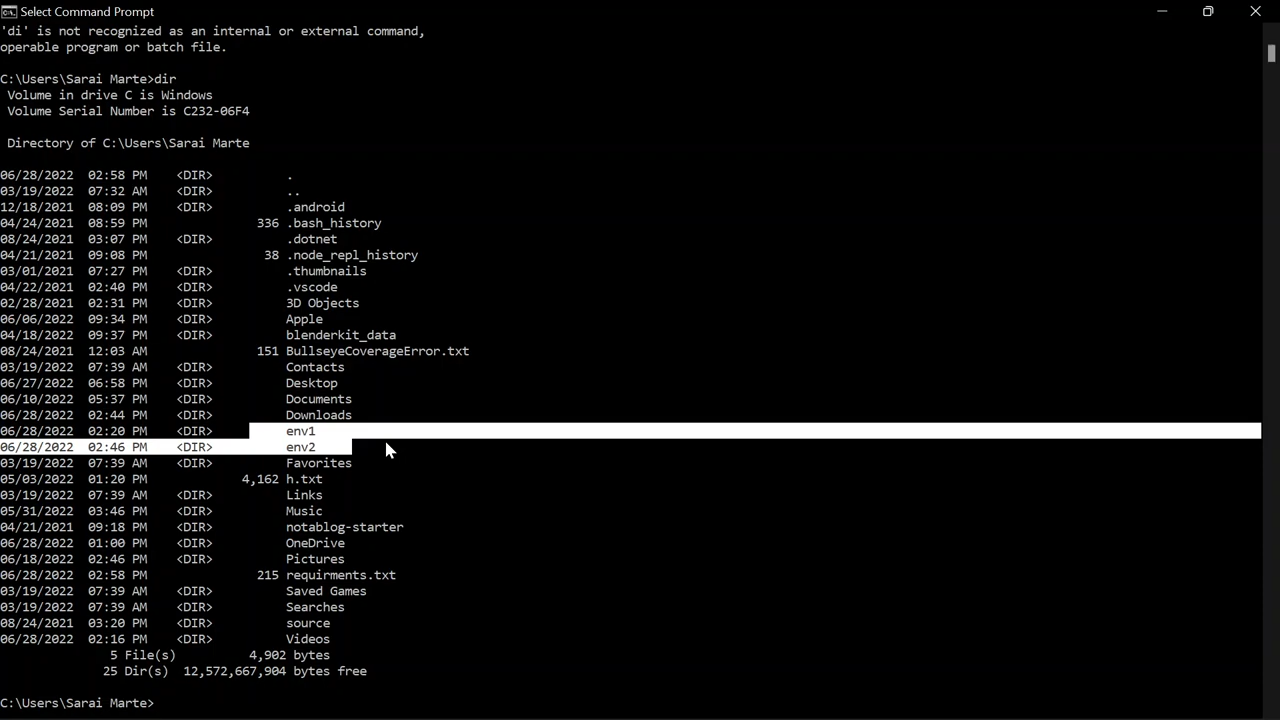 Select Command Prompt
'di' is not recognized as an internal or external command,
operable program or batch file.
C:\Users\Sarai Marte>dir
Volume in drive C is Windows
Volume Serial Number is C232-06F4
Directory of C:\Users\Sarai Marte
06/28/2022 02:58 PM <DIR> .
03/19/2022 07:32 AM <DIR> ..
12/18/2021 08:09 PM <DIR> .android
04/24/2021 08:59 PM 336 .bash_history
08/24/2021 03:07 PM <DIR> .dotnet
04/21/2021 09:08 PM 38 .node_repl_history
03/01/2021 07:27 PM <DIR> .thumbnails
04/22/2021 02:40 PM <DIR> .vscode
02/28/2021 02:31 PM <DIR> 3D Objects
06/06/2022 09:34 PM <DIR> Apple
04/18/2022 09:37 PM <DIR> blenderkit_data
08/24/2021 12:03 AM 151 BullseyeCoverageError.txt
03/19/2022 07:39 AM <DIR> Contacts
06/27/2022 06:58 PM <DIR> Desktop
06/10/2022 05:37 PM <DIR> Documents
06/28/2022 02:44 PM <DIR> Downloads
06/28/2022 02:20 PM <DIR> env1
06/28/2022 02:46 PM <DIR> env2
03/19/2022 07:39 AM <DIR> Favorites
05/03/2022 01:20 PM 4,162 h.txt
03/19/2022 07:39 AM <DIR> Links
05/31/2022 03:46 PM <DIR> Music
04/21/2021 09:18 PM <DIR> notablog-starter
06/28/2022 01:00 PM <DIR> OneDrive
06/18/2022 02:46 PM <DIR> Pictures
06/28/2022 02:58 PM 215 requirments.txt
03/19/2022 07:39 AM <DIR> Saved Games
03/19/2022 07:39 AM <DIR> Searches
08/24/2021 03:20 PM <DIR> source
06/28/2022 02:16 PM <DIR> Videos
5 File(s) 4,902 bytes
25 Dir(s) 12,572,667,904 bytes free
C:\Users\Sarai Marte>